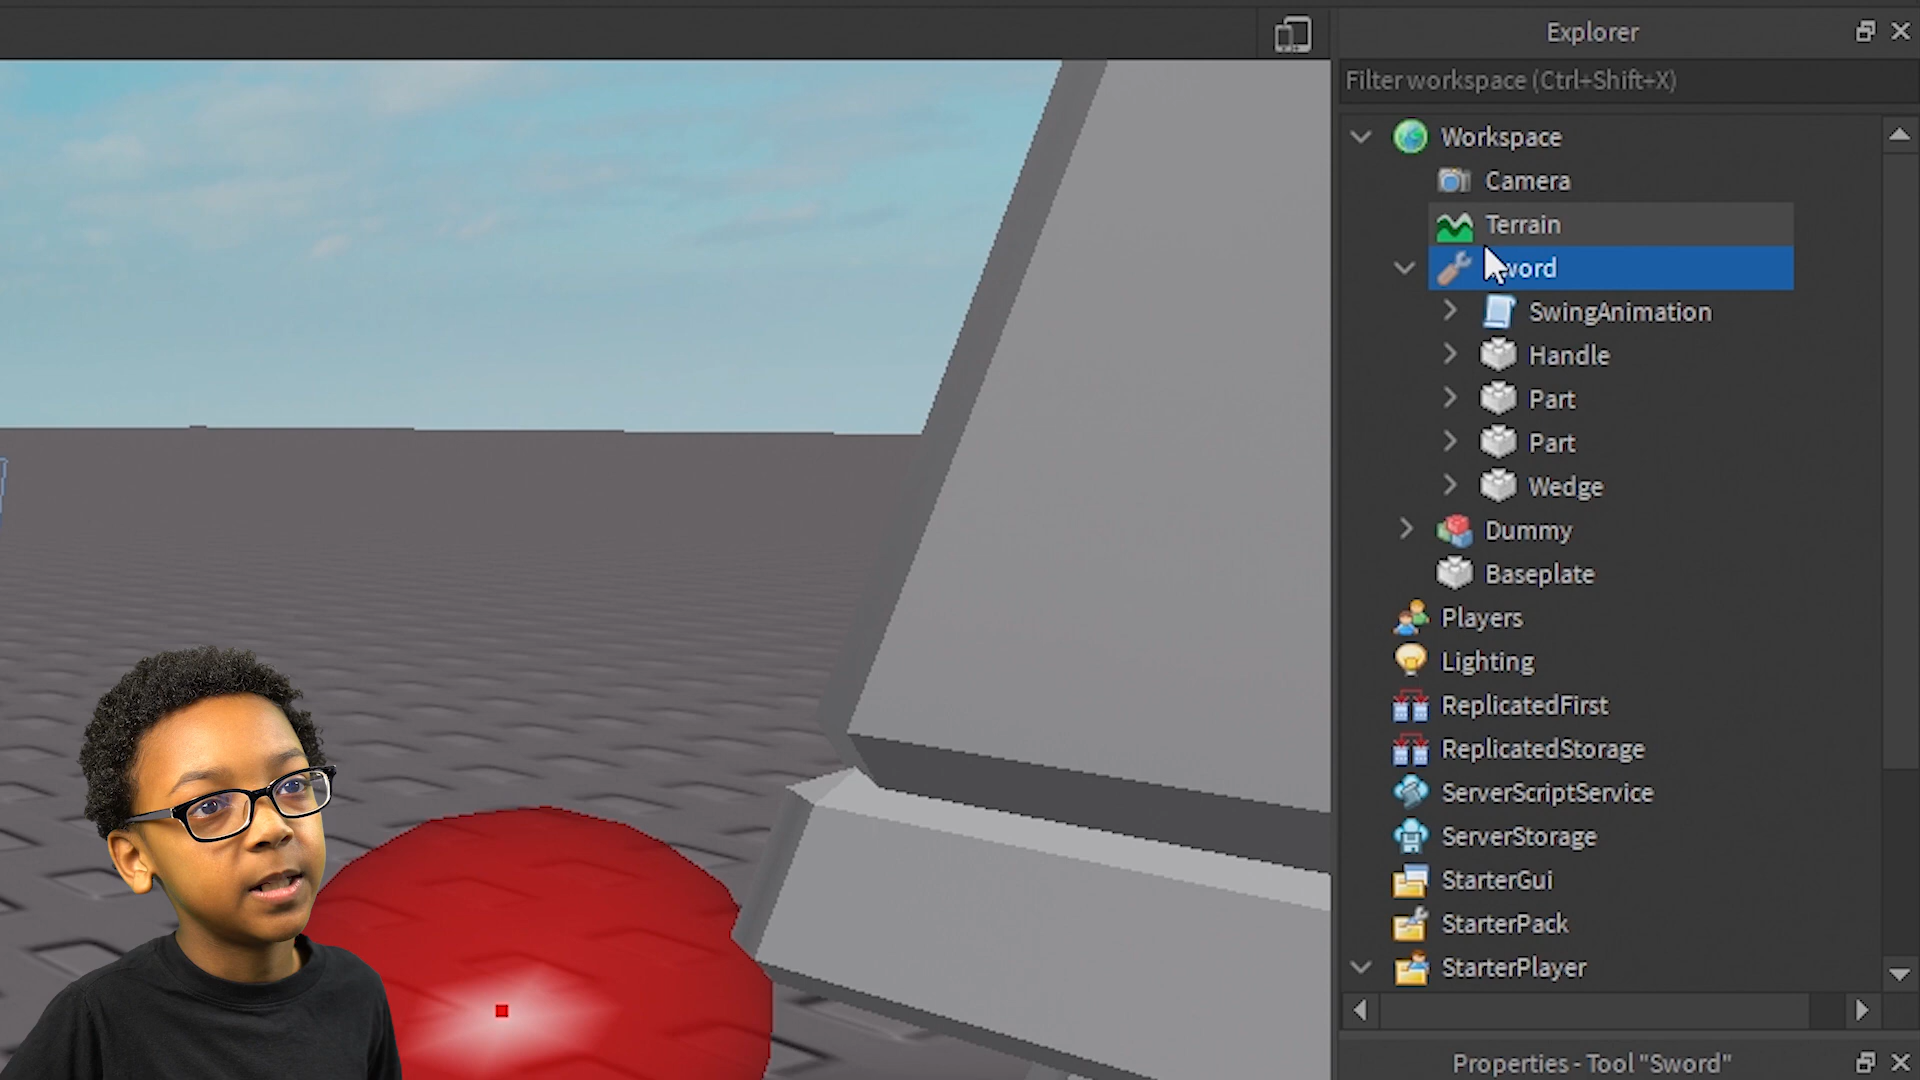 Explorer
Filter workspace (Ctrl+Shift+X)
Workspace
Camera
Terrain
word
SwingAnimation
Handle
Part
Part
Wedge
Dummy
Baseplate
Players
Lighting
ReplicatedFirst
ReplicatedStorage
ServerScriptService
ServerStorage
StarterGui
StarterPack
StarterPlayer
Properties - Tool "Sword"